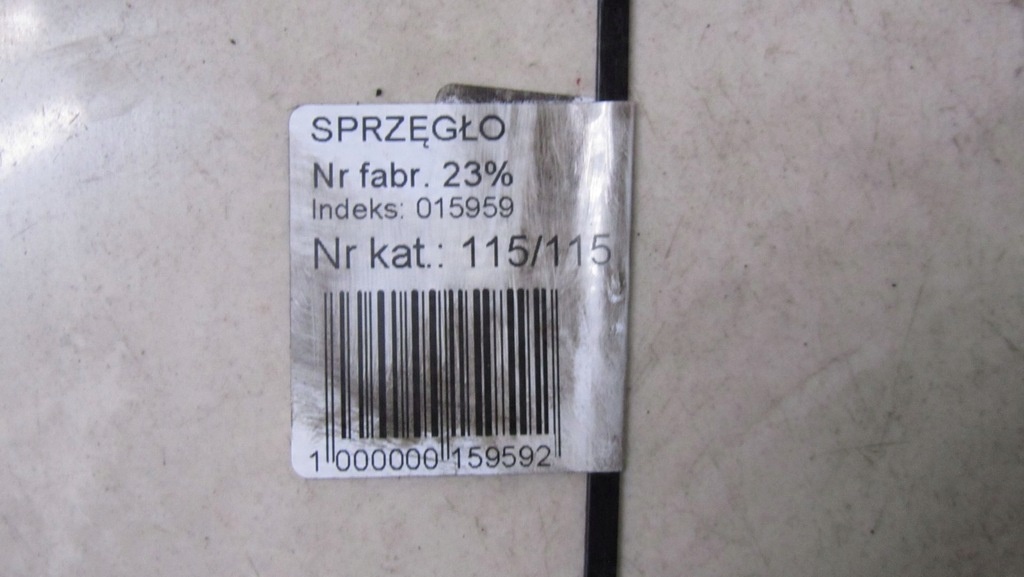 SPRZĘGŁO
Nr fabr. 23%
Indeks: 015959
Nr kat.: 115/115
1 000000 159592